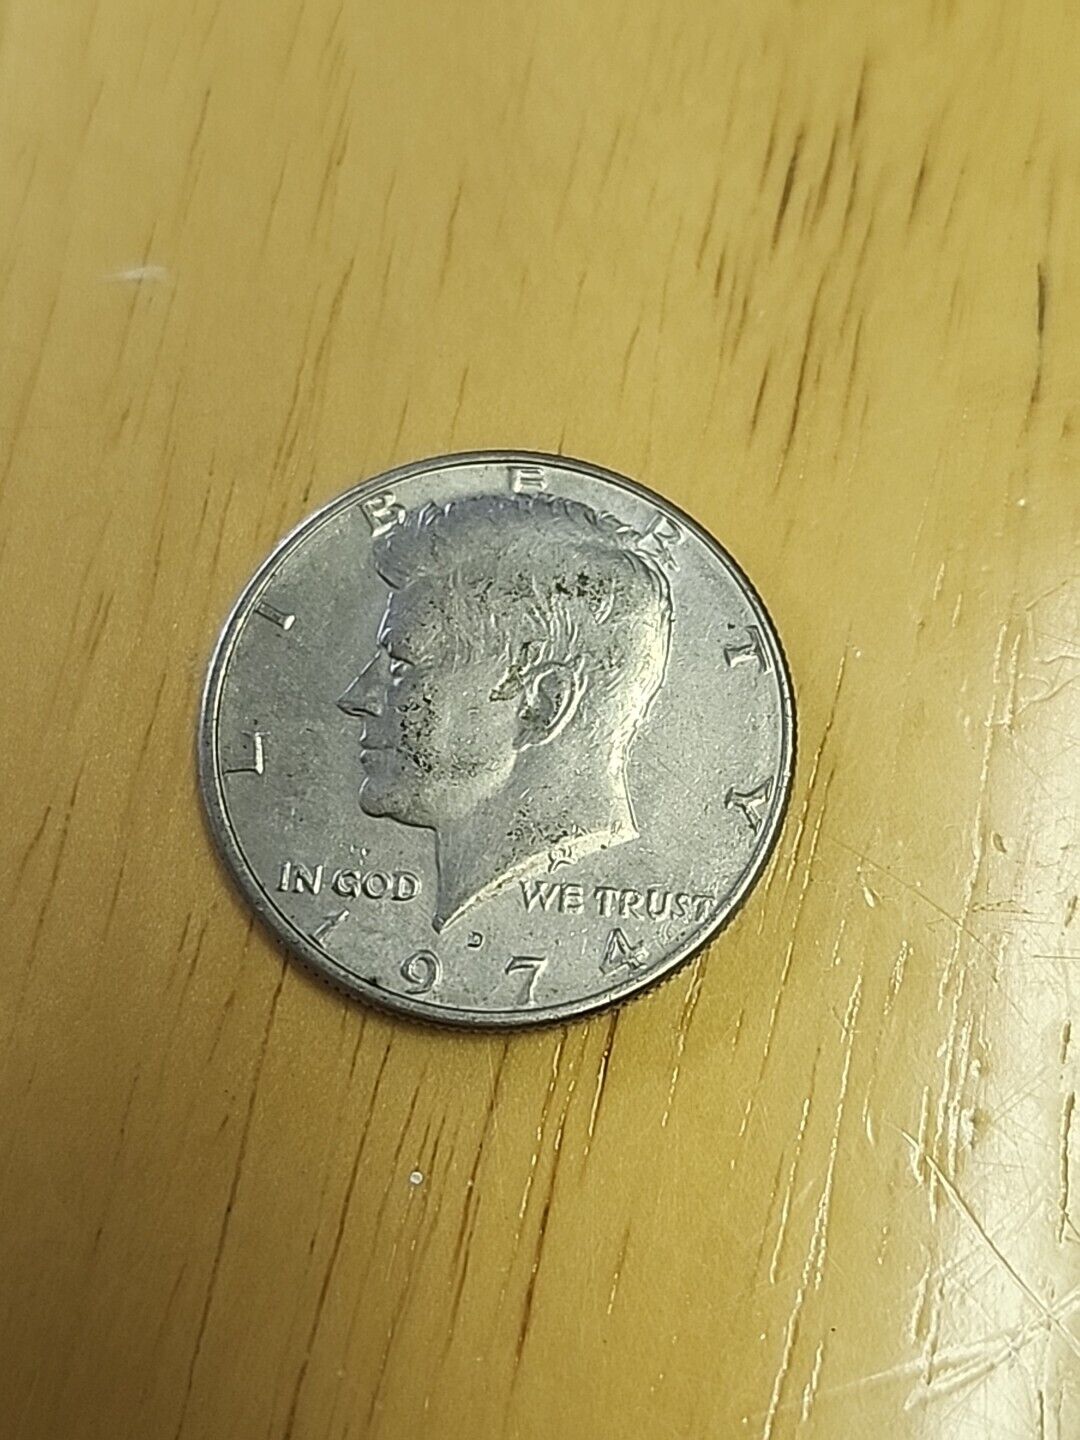 LIBERTY
IN GOD WE TRUST
D
1974